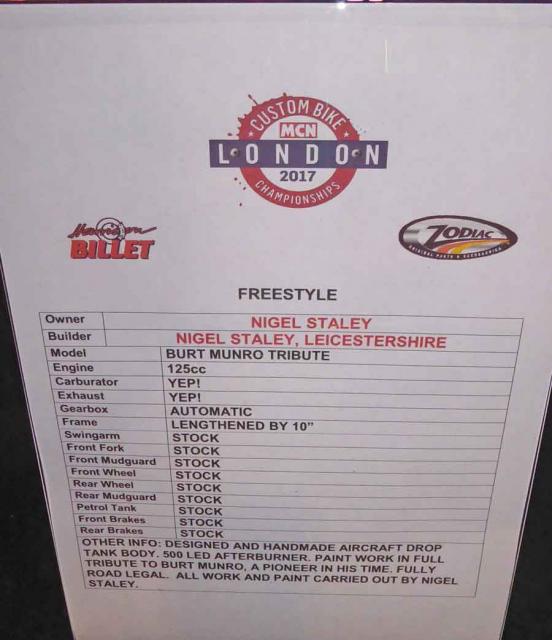 CUSTOM BIKE
MCN
LONDON
2017
CHAMPIONSHIPS
Harrison
BILLET
ZODIAC
ORIGINAL PARTS & ACCESSORIES
FREESTYLE
Owner NIGEL STALEY
Builder NIGEL STALEY, LEICESTERSHIRE
Model BURT MUNRO TRIBUTE
Engine 125cc
Carburator YEP!
Exhaust YEP!
Gearbox AUTOMATIC
Frame LENGTHENED BY 10”
Swingarm STOCK
Front Fork STOCK
Front Mudguard STOCK
Front Wheel STOCK
Rear Wheel STOCK
Rear Mudguard STOCK
Petrol Tank STOCK
Front Brakes STOCK
Rear Brakes STOCK
OTHER INFO: DESIGNED AND HANDMADE AIRCRAFT DROP
TANK BODY. 500 LED AFTERBURNER. PAINT WORK IN FULL
TRIBUTE TO BURT MUNRO, A PIONEER IN HIS TIME. FULLY
ROAD LEGAL. ALL WORK AND PAINT CARRIED OUT BY NIGEL
STALEY.